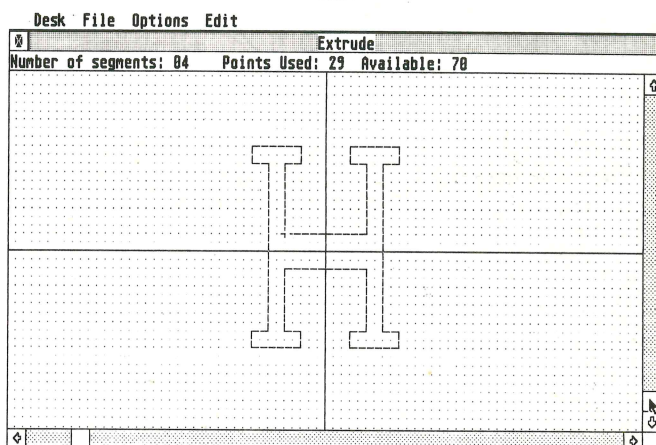 Desk File Options Edit
Extrude
Number of segments: 04 Points Used: 29 Available: 70